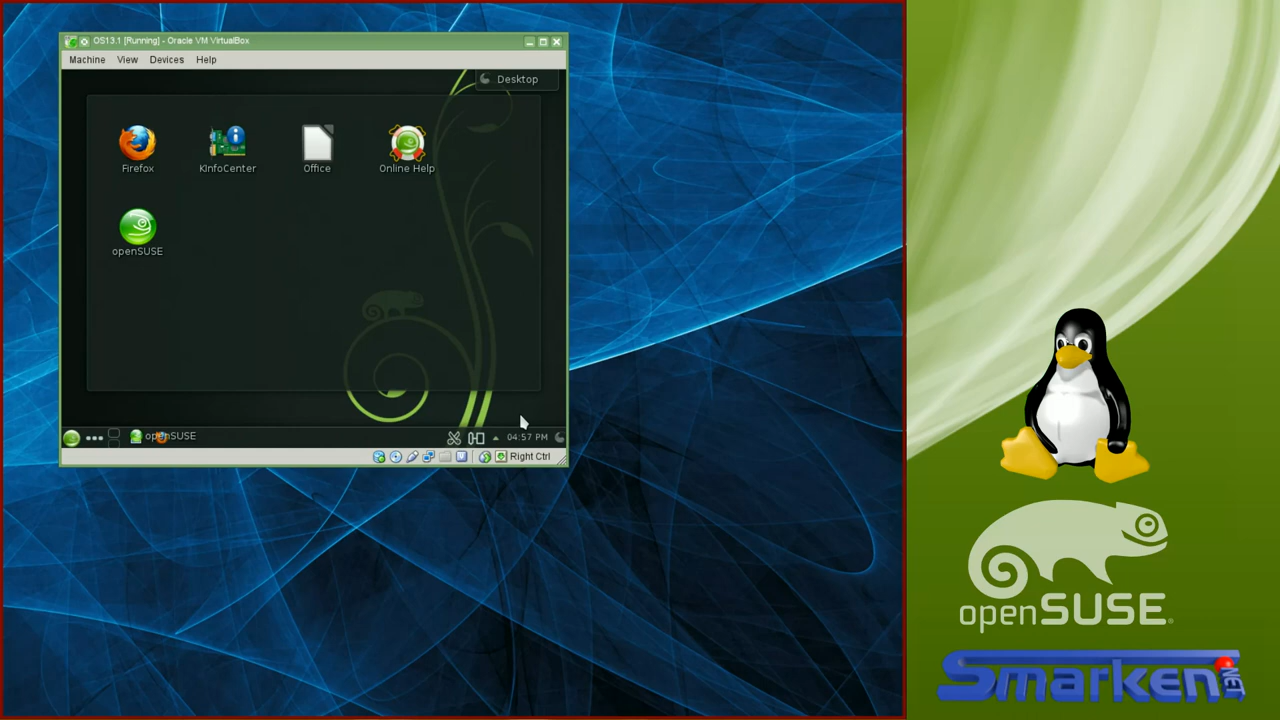 OS13.1 [Running] - Oracle VM VirtualBox
Machine View Devices Help
Desktop
Firefox KInfoCenter Office Online Help
openSUSE
openSUSE 04:57 PM
Right Ctrl
openSUSE
Smarken.NET